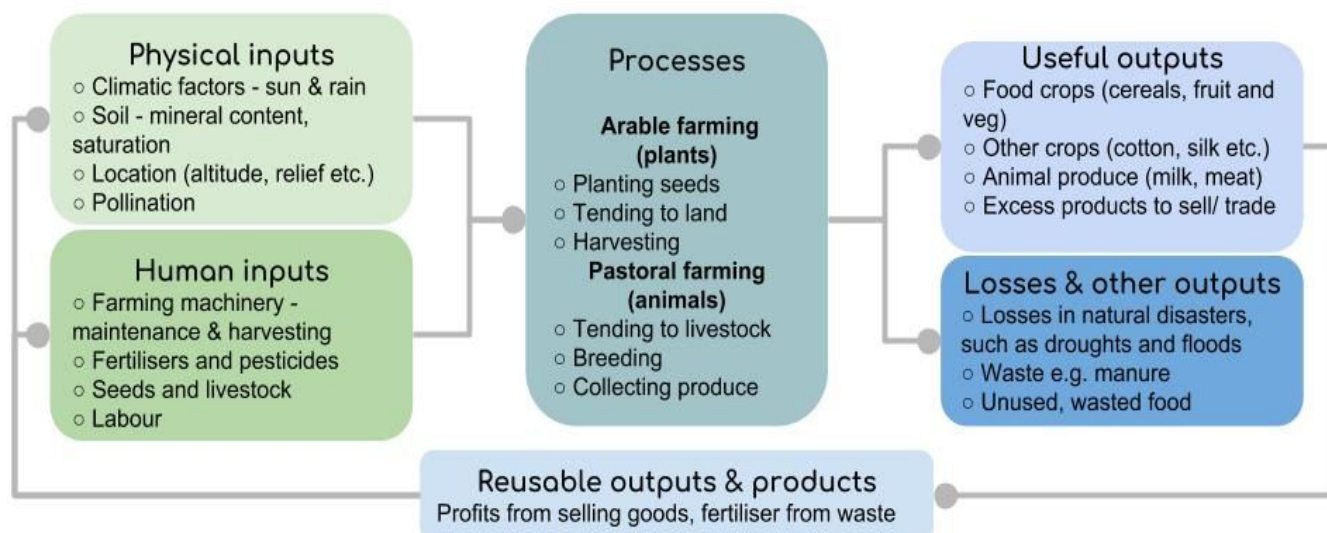 Physical inputs
○ Climatic factors - sun & rain
○ Soil - mineral content,
saturation
○ Location (altitude, relief etc.)
○ Pollination
Human inputs
○ Farming machinery -
maintenance & harvesting
○ Fertilisers and pesticides
○ Seeds and livestock
○ Labour
Processes
Arable farming
(plants)
○ Planting seeds
○ Tending to land
○ Harvesting
Pastoral farming
(animals)
○ Tending to livestock
○ Breeding
○ Collecting produce
Useful outputs
○ Food crops (cereals, fruit and
veg)
○ Other crops (cotton, silk etc.)
○ Animal produce (milk, meat)
○ Excess products to sell/ trade
Losses & other outputs
○ Losses in natural disasters,
such as droughts and floods
○ Waste e.g. manure
○ Unused, wasted food
Reusable outputs & products
Profits from selling goods, fertiliser from waste